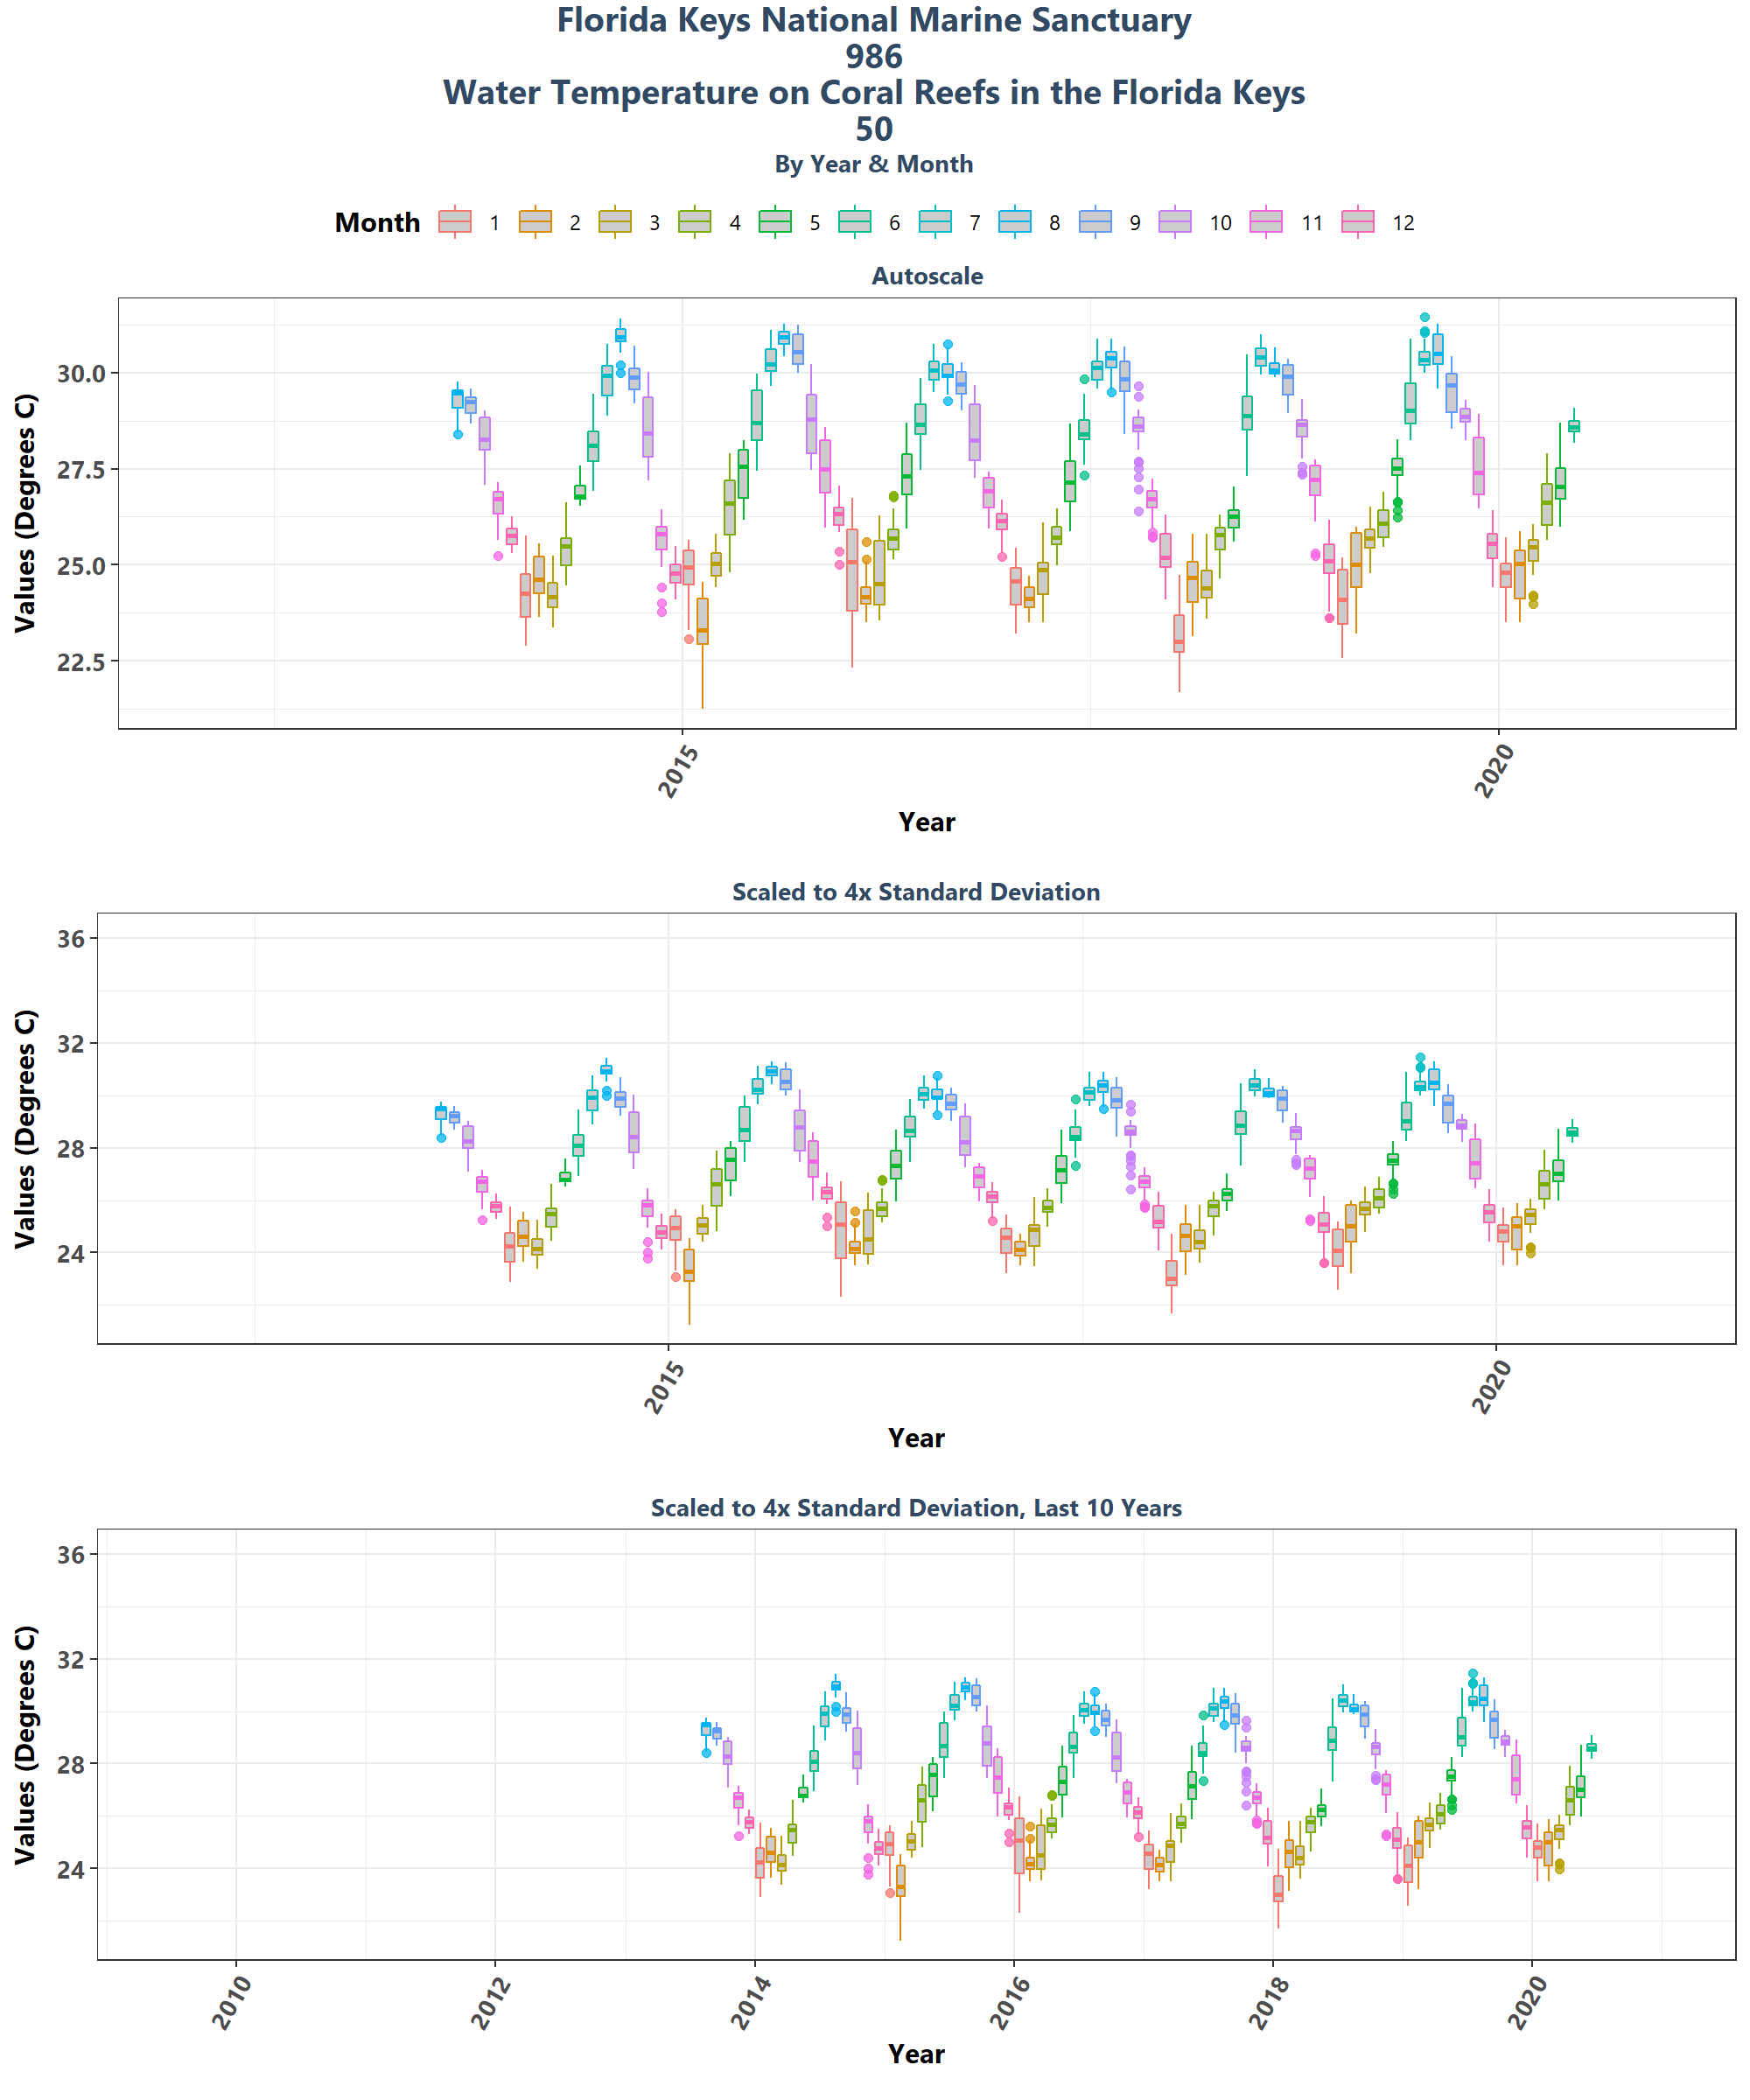 Florida Keys National Marine Sanctuary
986
Water Temperature on Coral Reefs in the Florida Keys
50
By Year & Month
Month 1 2 3 4 5 6 7 8 9 10 11 12
Autoscale
Values (Degrees C)
30.0
27.5
25.0
22.5
2015 2020
Year
Scaled to 4x Standard Deviation
Values (Degrees C)
36
32
28
24
2015 2020
Year
Scaled to 4x Standard Deviation, Last 10 Years
Values (Degrees C)
36
32
28
24
2010 2012 2014 2016 2018 2020
Year